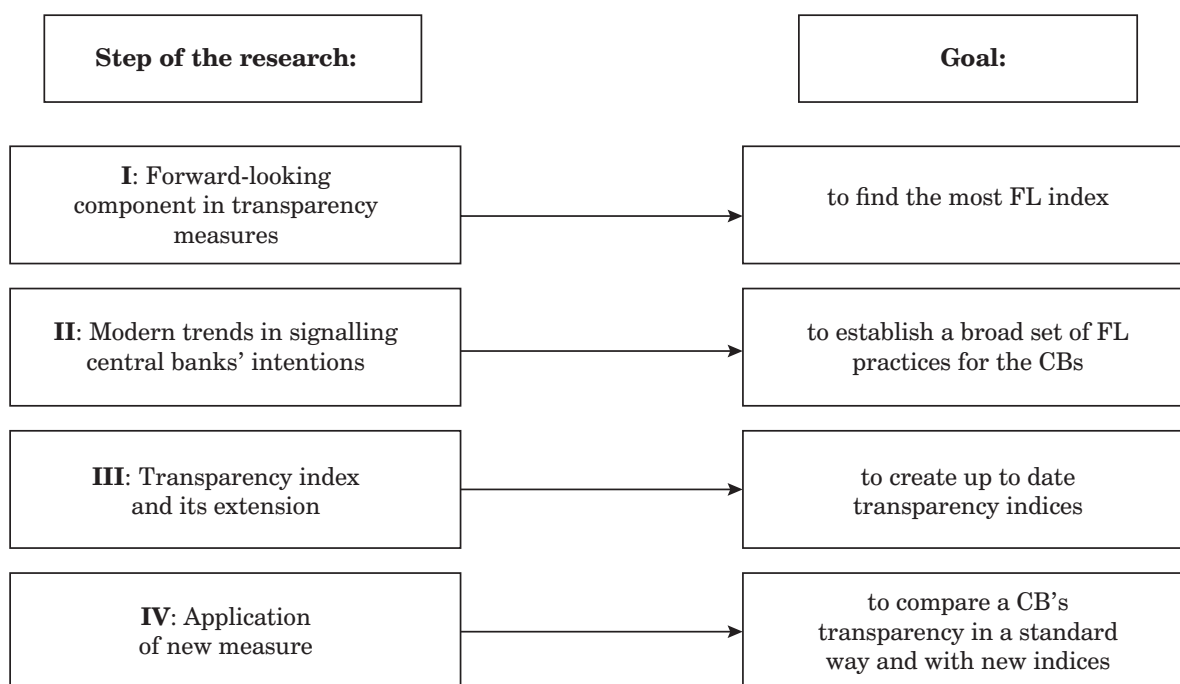 Step of the research:
Goal:
I: Forward-looking
component in transparency
measures
to find the most FL index
II: Modern trends in signalling
central banks’ intentions
to establish a broad set of FL
practices for the CBs
III: Transparency index
and its extension
to create up to date
transparency indices
IV: Application
of new measure
to compare a CB’s
transparency in a standard
way and with new indices